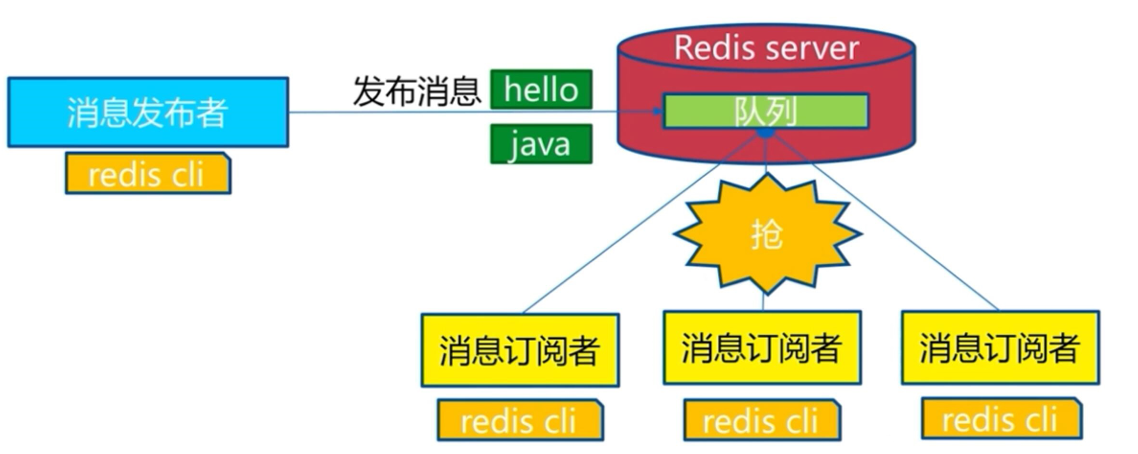 Redis server
发布消息
hello
消息发布者
队列
java
redis cli
抢
消息订阅者
消息订阅者
消息订阅者
redis cli
redis cli
redis cli